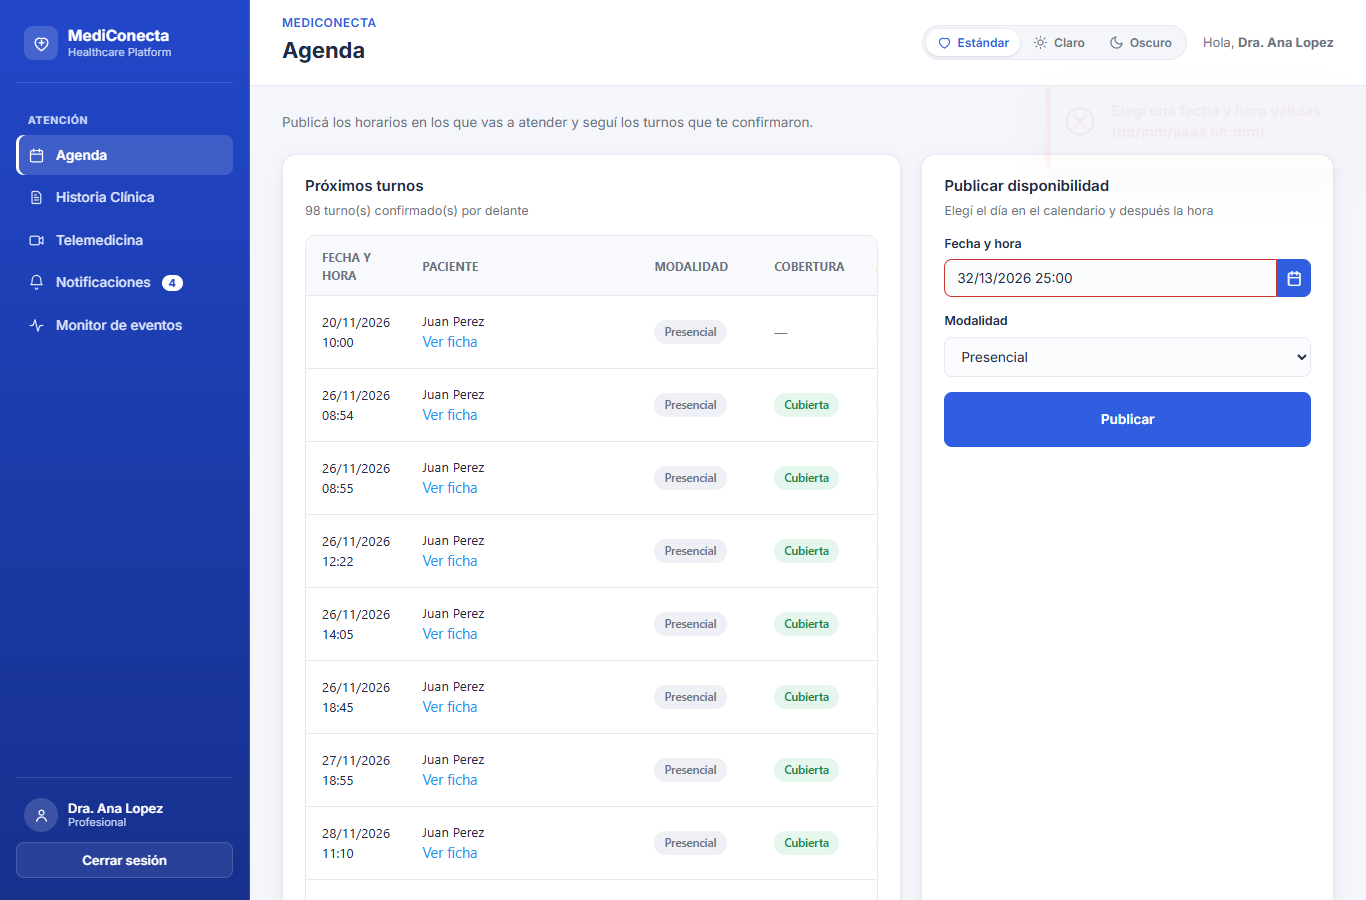 MediConecta
Healthcare Platform
ATENCIÓN
Agenda
Historia Clínica
Telemedicina
Notificaciones 4
Monitor de eventos
Dra. Ana Lopez
Profesional
Cerrar sesión
MEDICONECTA
Agenda
Estándar Claro Oscuro Hola, Dra. Ana Lopez
Elegí una fecha y hora válidas
(dd/mm/aaaa hh:mm)
Publicá los horarios en los que vas a atender y seguí los turnos que te confirmaron.
Próximos turnos
98 turno(s) confirmado(s) por delante
FECHA Y HORA PACIENTE MODALIDAD COBERTURA
20/11/2026 10:00 Juan Perez Ver ficha Presencial —
26/11/2026 08:54 Juan Perez Ver ficha Presencial Cubierta
26/11/2026 08:55 Juan Perez Ver ficha Presencial Cubierta
26/11/2026 12:22 Juan Perez Ver ficha Presencial Cubierta
26/11/2026 14:05 Juan Perez Ver ficha Presencial Cubierta
26/11/2026 18:45 Juan Perez Ver ficha Presencial Cubierta
27/11/2026 18:55 Juan Perez Ver ficha Presencial Cubierta
28/11/2026 11:10 Juan Perez Ver ficha Presencial Cubierta
Publicar disponibilidad
Elegí el día en el calendario y después la hora
Fecha y hora
32/13/2026 25:00
Modalidad
Presencial
Publicar